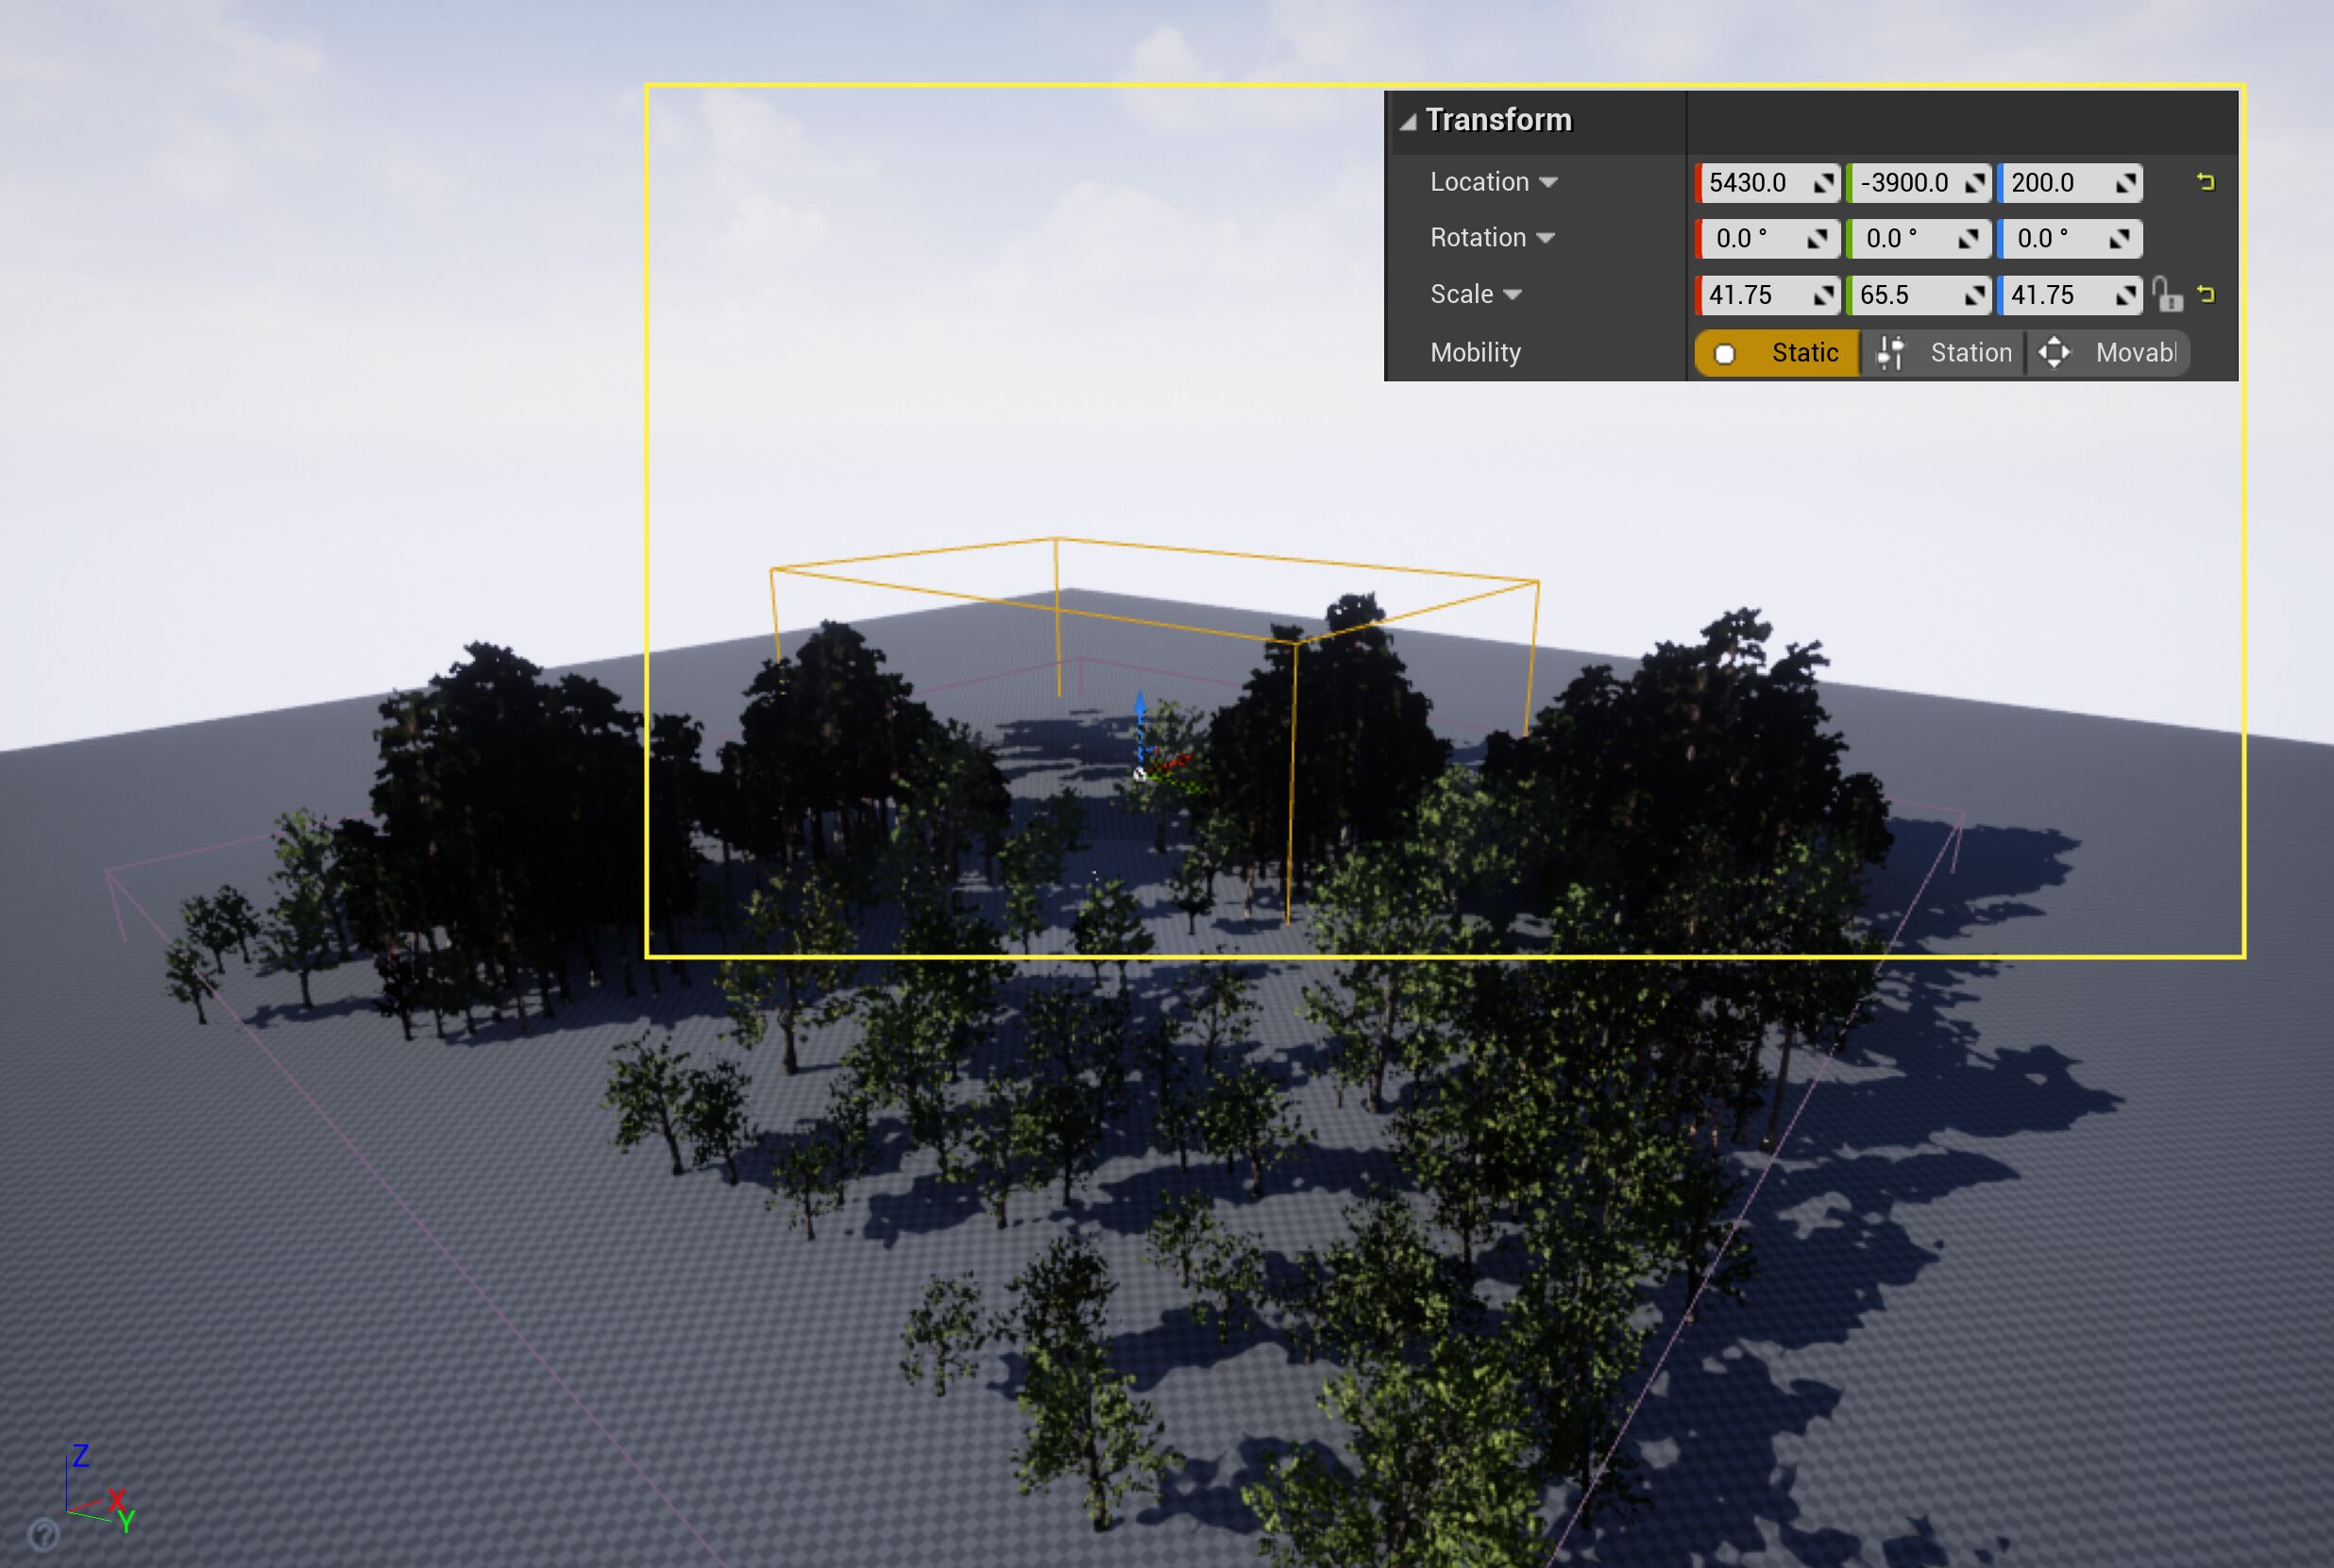 Transform
Location 5430.0 -3900.0 200.0
Rotation 0.0 ° 0.0 ° 0.0 °
Scale 41.75 65.5 41.75
Mobility Static Station Movabl
Z
X
Y
?